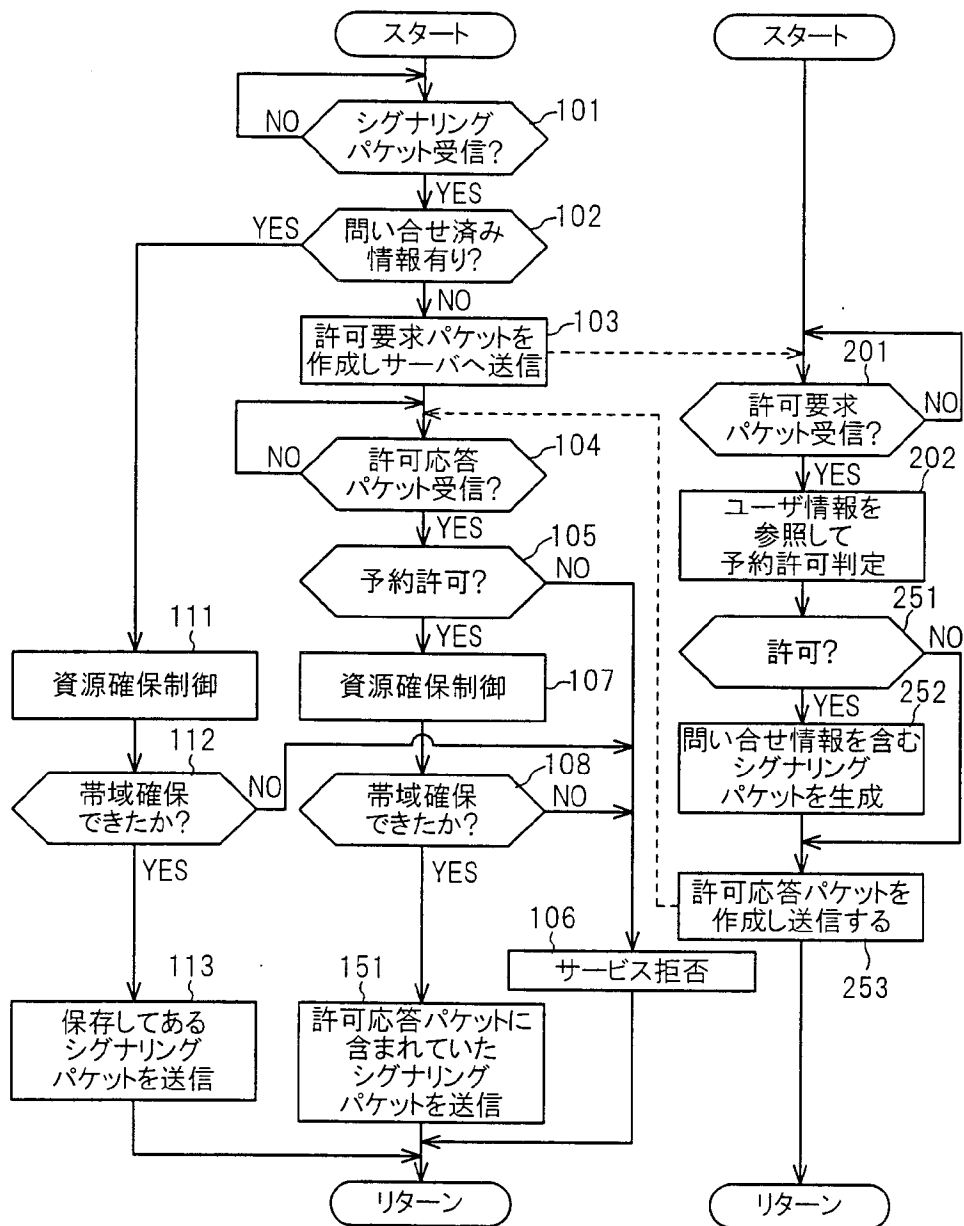 スタート
スタート
NO
シグナリング
パケット受信?
101
YES
YES
問い合せ済み
情報有り?
102
NO
許可要求パケットを
作成しサーバへ送信
103
201
許可要求
パケット受信?
NO
NO
許可応答
パケット受信?
104
YES
YES
202
ユーザ情報を
参照して
予約許可判定
予約許可?
105
NO
251
許可?
NO
YES
111
資源確保制御
YES
資源確保制御
107
252
問い合せ情報を含む
シグナリング
パケットを生成
112
帯域確保
できたか?
NO
帯域確保
できたか?
108
NO
YES
YES
許可応答パケットを
作成し送信する
253
106
サービス拒否
113
保存してある
シグナリング
パケットを送信
151
許可応答パケットに
含まれていた
シグナリング
パケットを送信
リターン
リターン